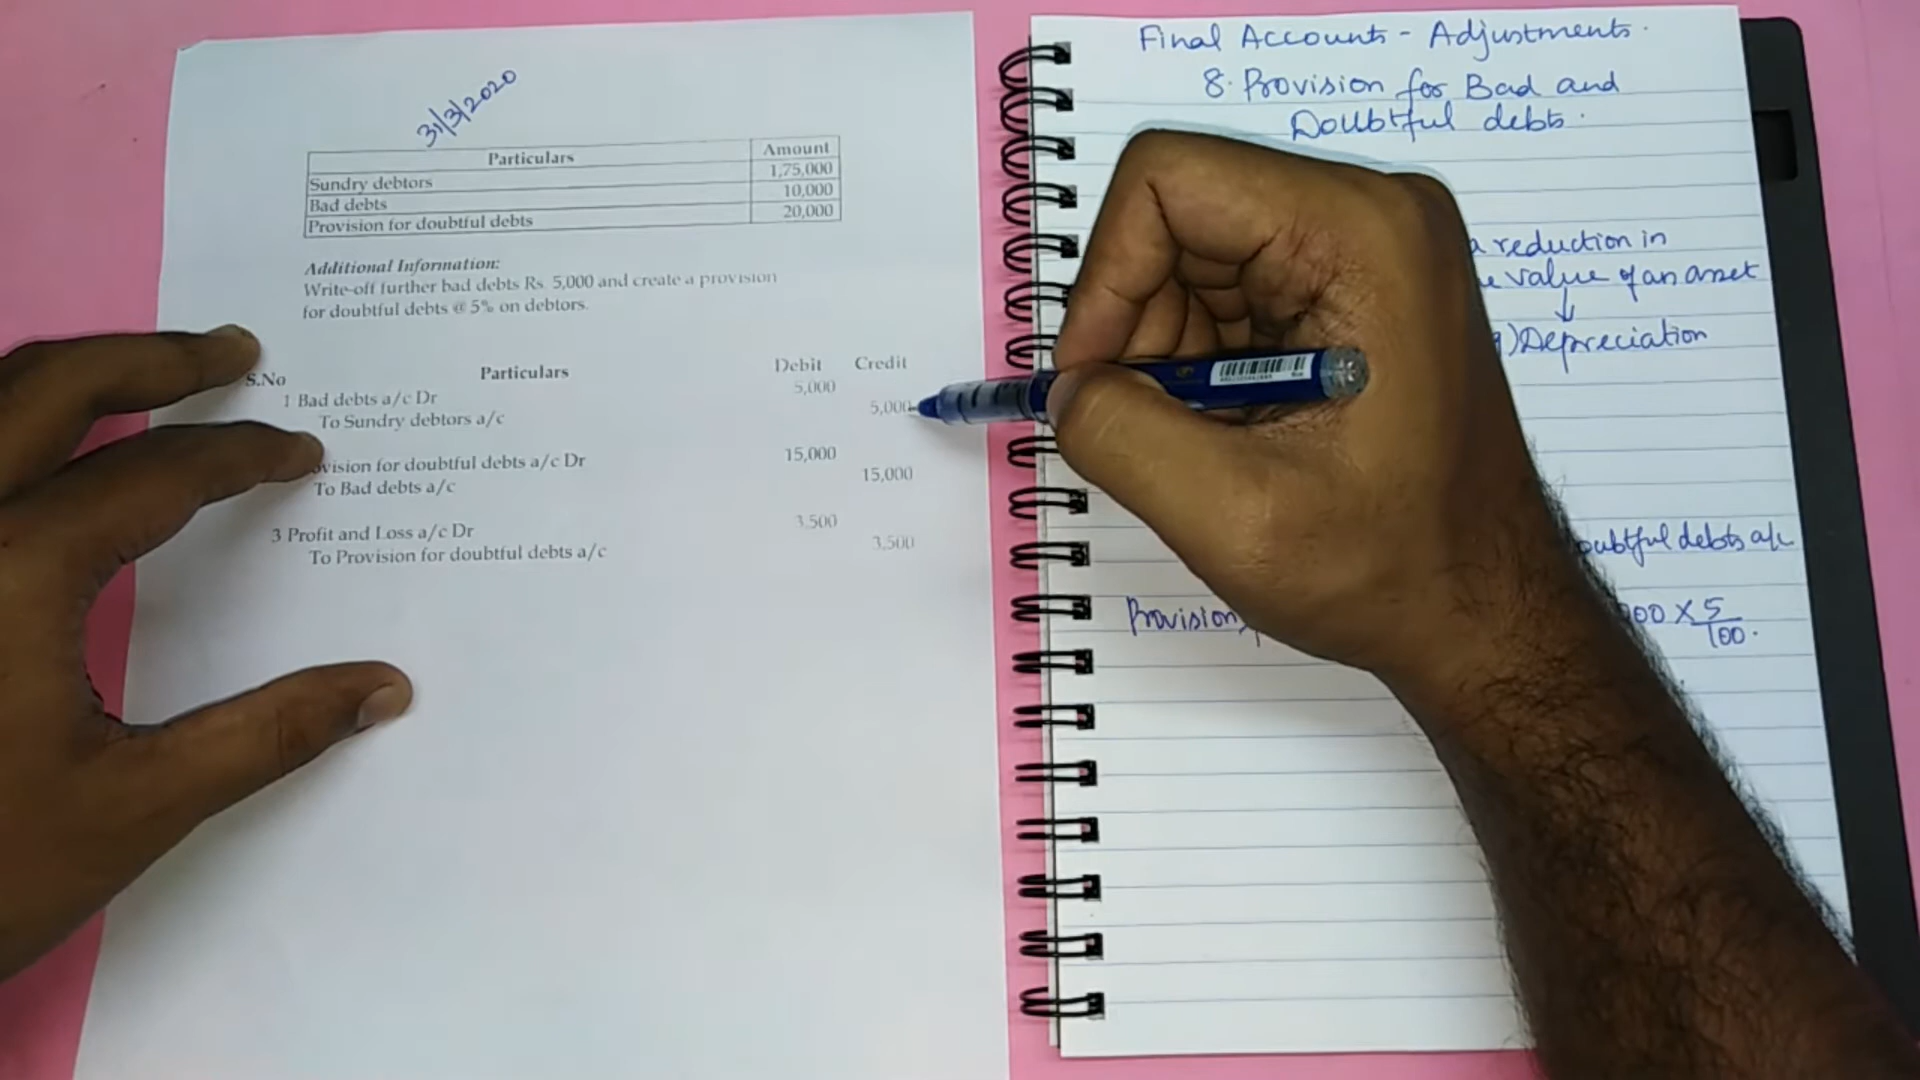 31/3/2020
Particulars Amount
Sundry debtors 1,75,000
Bad debts 10,000
Provision for doubtful debts 20,000
Additional Information:
Write-off further bad debts Rs. 5,000 and create a provision
for doubtful debts @ 5% on debtors.
S.No Particulars Debit Credit
1 Bad debts a/c Dr 5,000
To Sundry debtors a/c 5,000
ovision for doubtful debts a/c Dr 15,000
To Bad debts a/c 15,000
3 Profit and Loss a/c Dr 3,500
To Provision for doubtful debts a/c 3,500
Final Accounts - Adjustments.
8. Provision for Bad and
Doubtful debts.
a reduction in
e value of an asset
Depreciation
oubtful debts a/c
Provision 000 X 5/100.